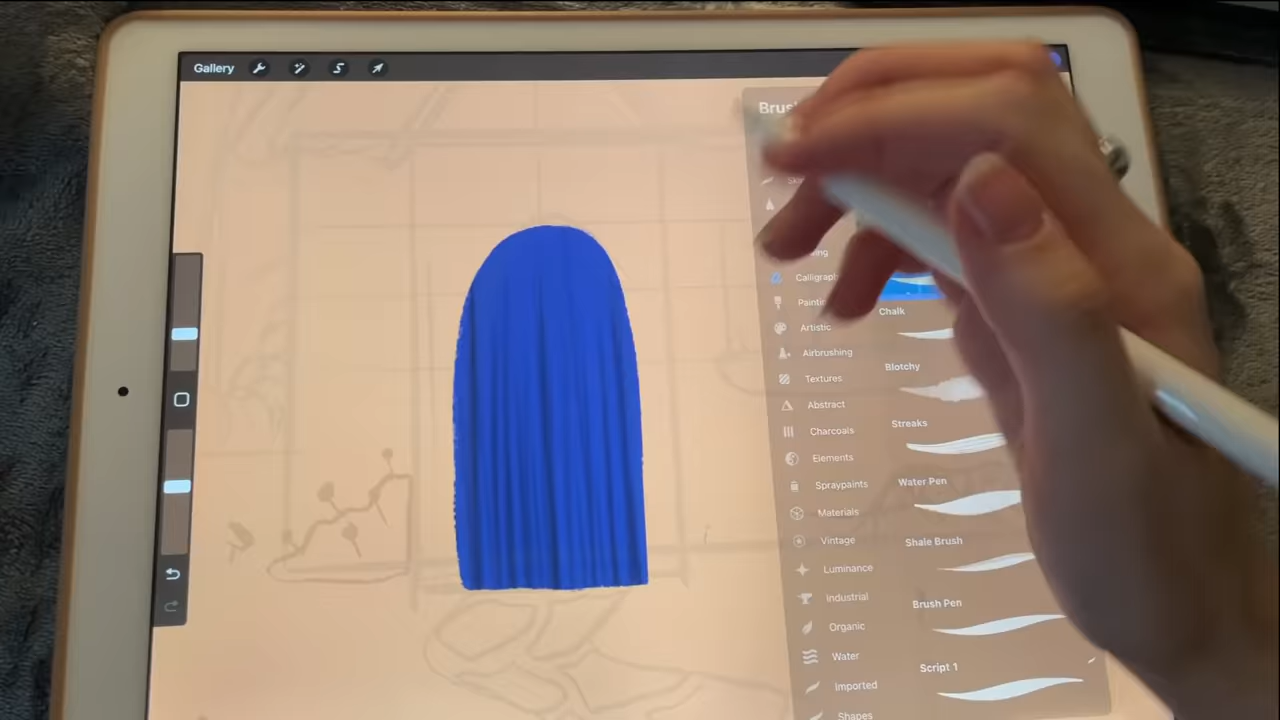 Gallery
Calligraphy
Chalk
Artistic
Airbrushing
Blotchy
Textures
Abstract
Streaks
Charcoals
Elements
Water Pen
Spraypaints
Materials
Vintage
Shale Brush
Luminance
Industrial
Brush Pen
Organic
Water
Script 1
Imported
Shapes